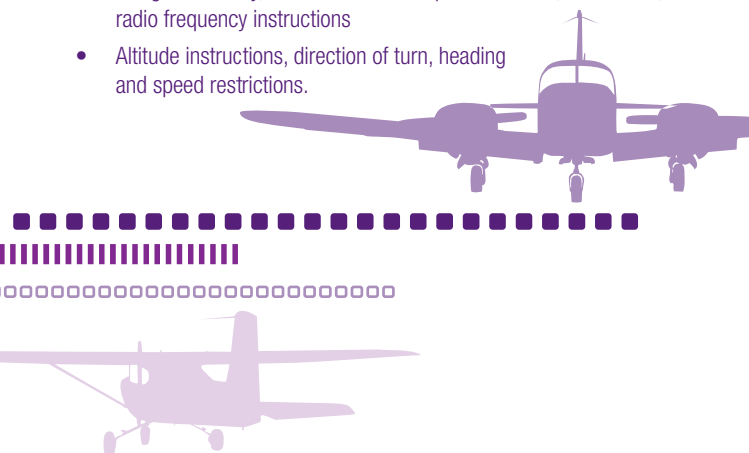 radio frequency instructions
• Altitude instructions, direction of turn, heading
and speed restrictions.